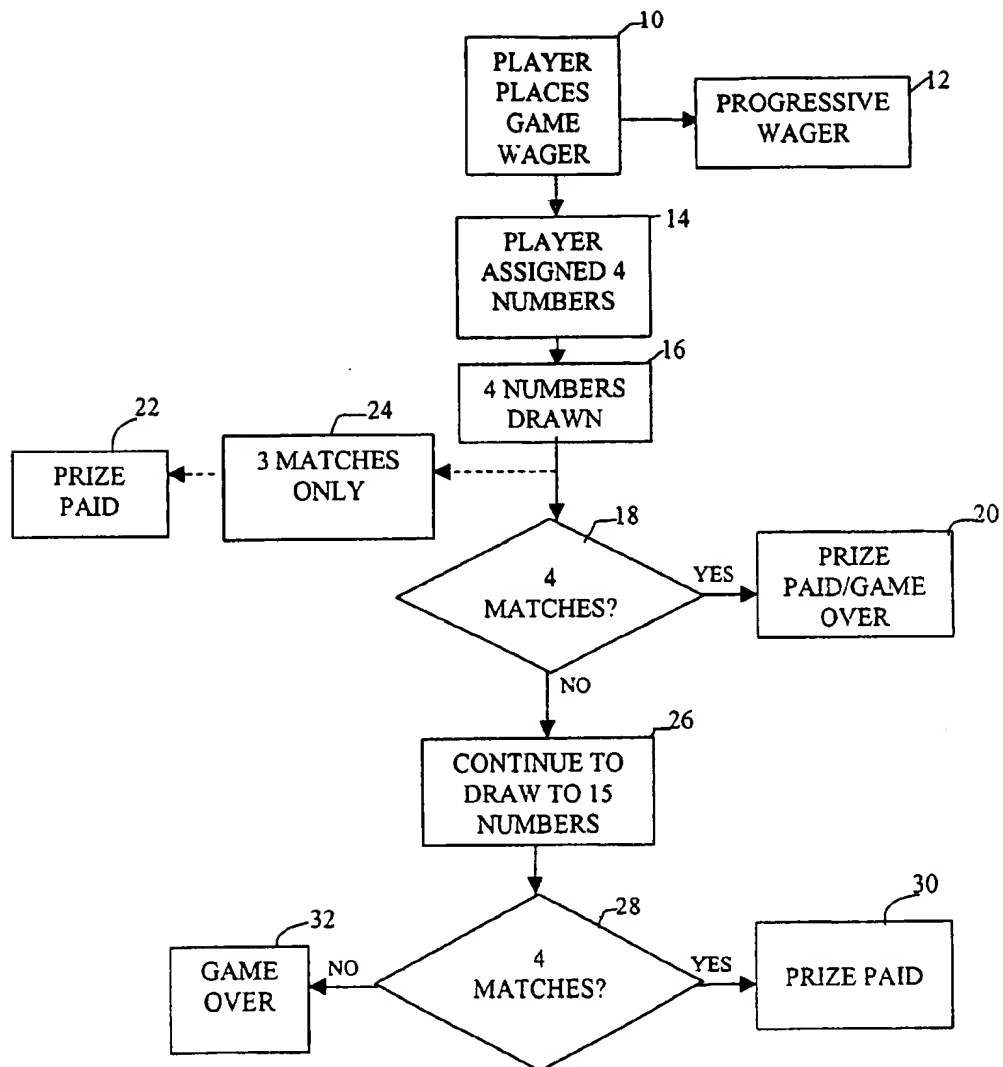 10
PLAYER
PLACES
GAME
WAGER
12
PROGRESSIVE
WAGER
14
PLAYER
ASSIGNED 4
NUMBERS
16
4 NUMBERS
DRAWN
22
PRIZE
PAID
24
3 MATCHES
ONLY
18
4
MATCHES?
YES
20
PRIZE
PAID/GAME
OVER
NO
26
CONTINUE TO
DRAW TO 15
NUMBERS
28
4
MATCHES?
NO
32
GAME
OVER
YES
30
PRIZE PAID